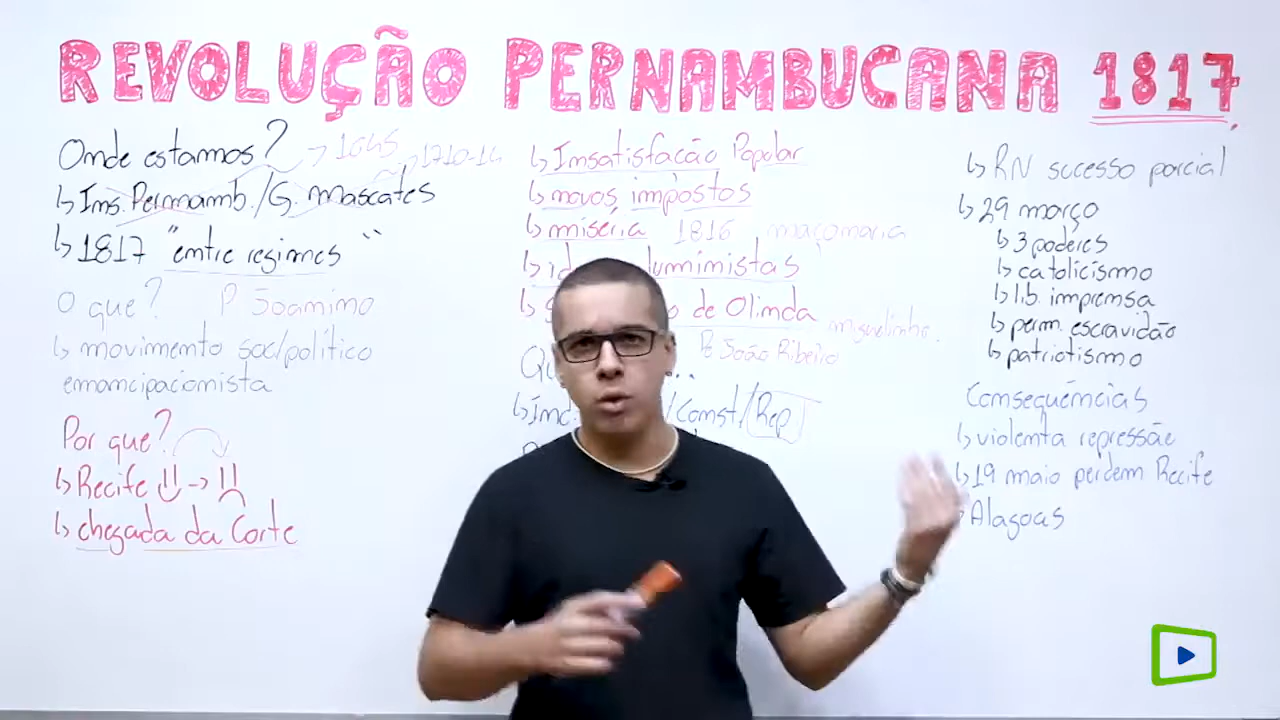 REVOLUÇÃO PERNAMBUCANA 1817
Onde estamos? → 1645
↳ Ins. Pernamb./G. mascates
1710-14
↳ 1817 "entre regimes"
O que? P Joanino
↳ movimento soc/político
emancipacionista
Por que?
↳ Recife →
↳ chegada da Corte
↳ Insatisfação Popular
↳ novos impostos
↳ miséria 1816 maçonaria
↳ luministas
de Olinda
miguelinho
Pe João Ribeiro
/Const/Rep
↳ RN sucesso parcial
↳ 29 março
↳ 3 poderes
↳ catolicismo
↳ lib. imprensa
↳ perm. escravidão
↳ patriotismo
Consequências
↳ violenta repressão
↳ 19 maio perdem Recife
Alagoas